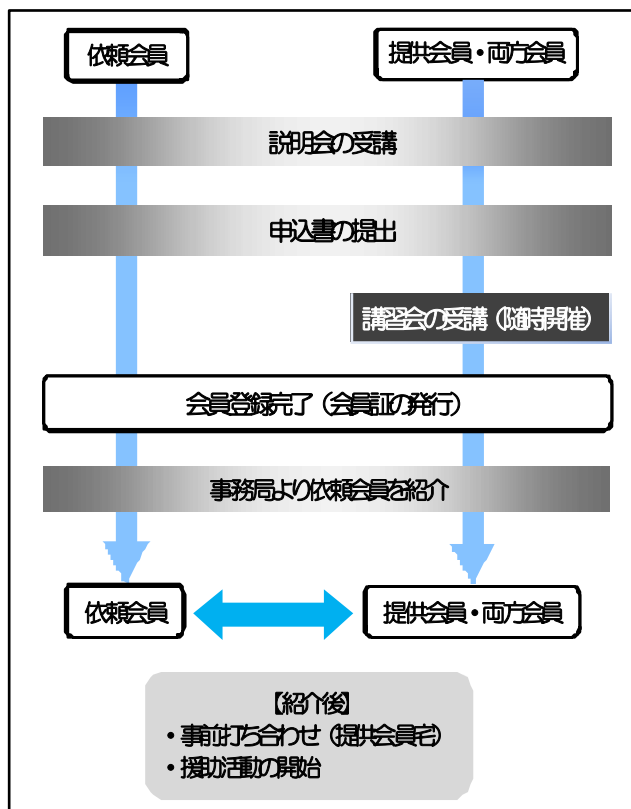 依頼会員
提供会員・両方会員
説明会の受講
申込書の提出
講習会の受講（随時開催）
会員登録完了（会員証の発行）
事務局より依頼会員を紹介
依頼会員
提供会員・両方会員
【紹介後】
・事前打ち合わせ（提供会員宅）
・援助活動の開始